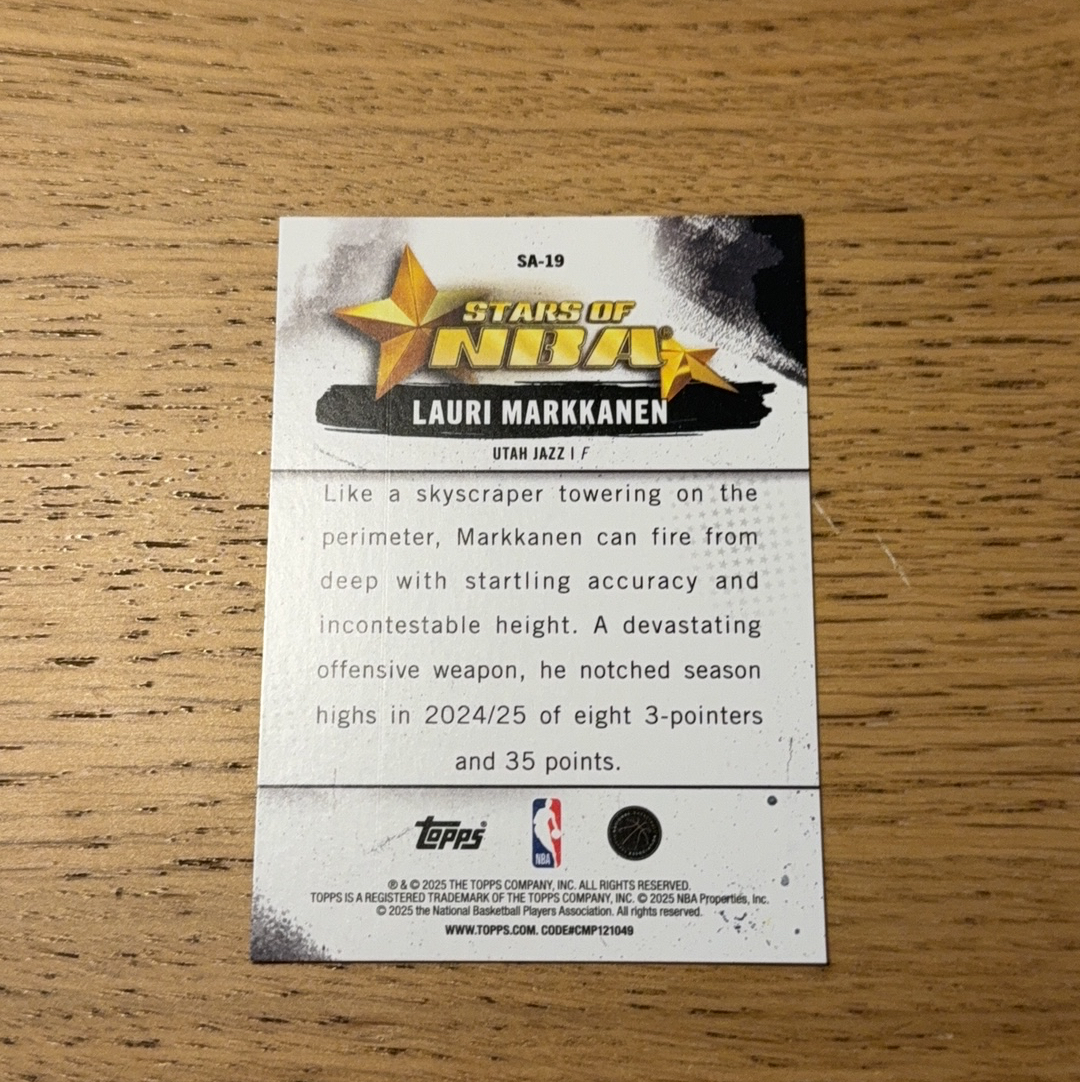 SA-19
STARS OF
NBA®
LAURI MARKKANEN
UTAH JAZZ | F
Like a skyscraper towering on the
perimeter, Markkanen can fire from
deep with startling accuracy and
incontestable height. A devastating
offensive weapon, he notched season
highs in 2024/25 of eight 3-pointers
and 35 points.
topps®
NBA
® & © 2025 THE TOPPS COMPANY, INC. ALL RIGHTS RESERVED.
TOPPS IS A REGISTERED TRADEMARK OF THE TOPPS COMPANY, INC. © 2025 NBA Properties, Inc.
© 2025 the National Basketball Players Association. All rights reserved.
WWW.TOPPS.COM. CODE#CMP121049